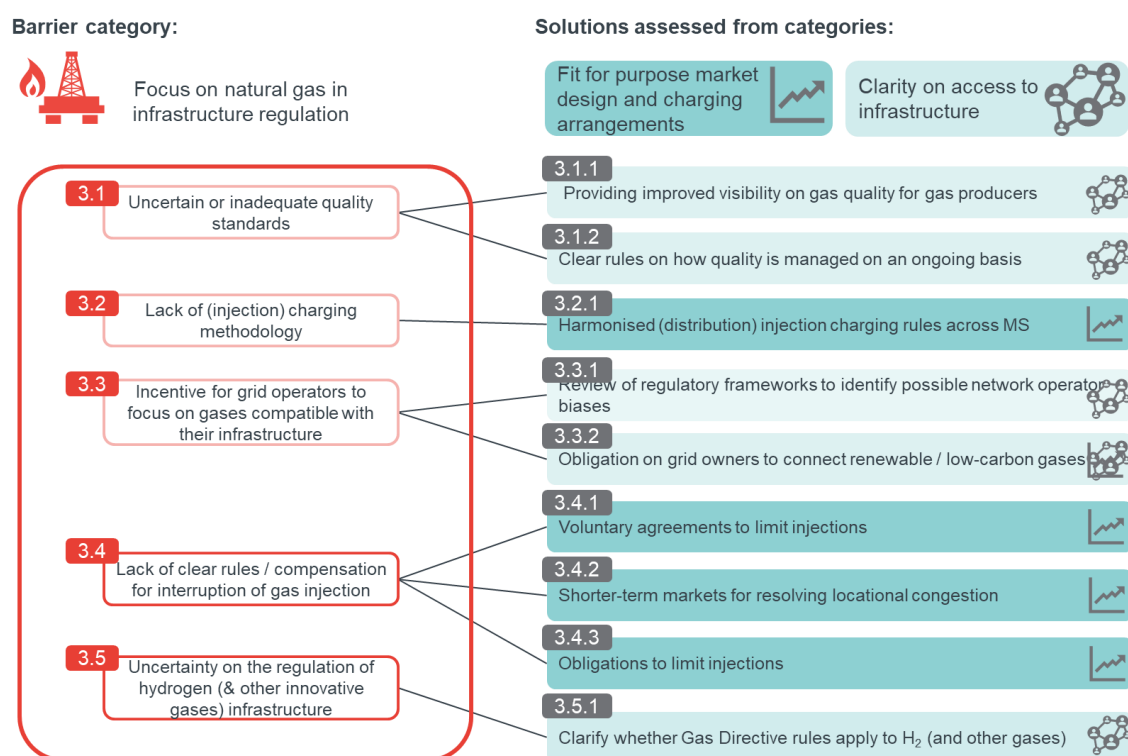 Barrier category:
Solutions assessed from categories:
Focus on natural gas in
infrastructure regulation
Fit for purpose market
design and charging
arrangements
Clarity on access to
infrastructure
3.1
Uncertain or inadequate quality
standards
3.1.1
Providing improved visibility on gas quality for gas producers
3.1.2
Clear rules on how quality is managed on an ongoing basis
3.2
Lack of (injection) charging
methodology
3.2.1
Harmonised (distribution) injection charging rules across MS
3.3
Incentive for grid operators to
focus on gases compatible with
their infrastructure
3.3.1
Review of regulatory frameworks to identify possible network operator
biases
3.3.2
Obligation on grid owners to connect renewable / low-carbon gases
3.4
Lack of clear rules / compensation
for interruption of gas injection
3.4.1
Voluntary agreements to limit injections
3.4.2
Shorter-term markets for resolving locational congestion
3.4.3
Obligations to limit injections
3.5
Uncertainty on the regulation of
hydrogen (& other innovative
gases) infrastructure
3.5.1
Clarify whether Gas Directive rules apply to H₂ (and other gases)